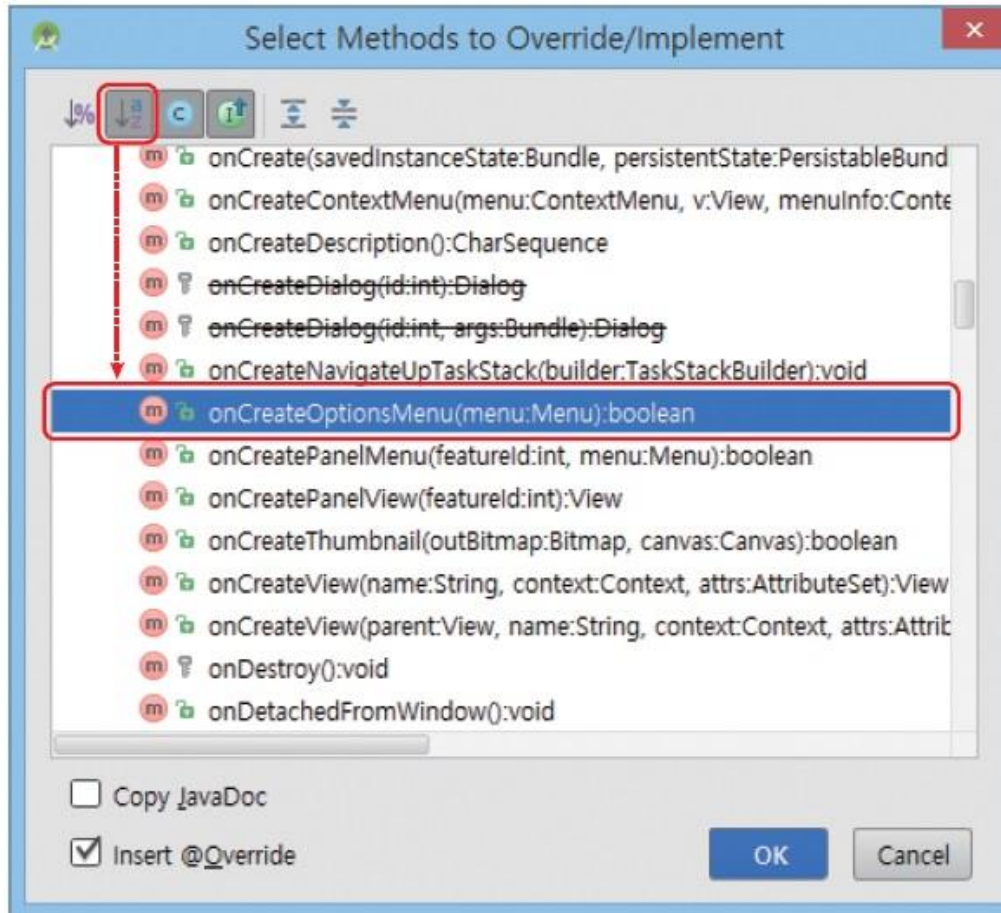 Select Methods to Override/Implement
onCreate(savedInstanceState:Bundle, persistentState:PersistableBund
onCreateContextMenu(menu:ContextMenu, v:View, menuInfo:Conte
onCreateDescription():CharSequence
onCreateDialog(id:int):Dialog
onCreateDialog(id:int, args:Bundle):Dialog
onCreateNavigateUpTaskStack(builder:TaskStackBuilder):void
onCreateOptionsMenu(menu:Menu):boolean
onCreatePanelMenu(featureId:int, menu:Menu):boolean
onCreatePanelView(featureId:int):View
onCreateThumbnail(outBitmap:Bitmap, canvas:Canvas):boolean
onCreateView(name:String, context:Context, attrs:AttributeSet):View
onCreateView(parent:View, name:String, context:Context, attrs:Attrib
onDestroy():void
onDetachedFromWindow():void
Copy JavaDoc
Insert @Override
OK Cancel